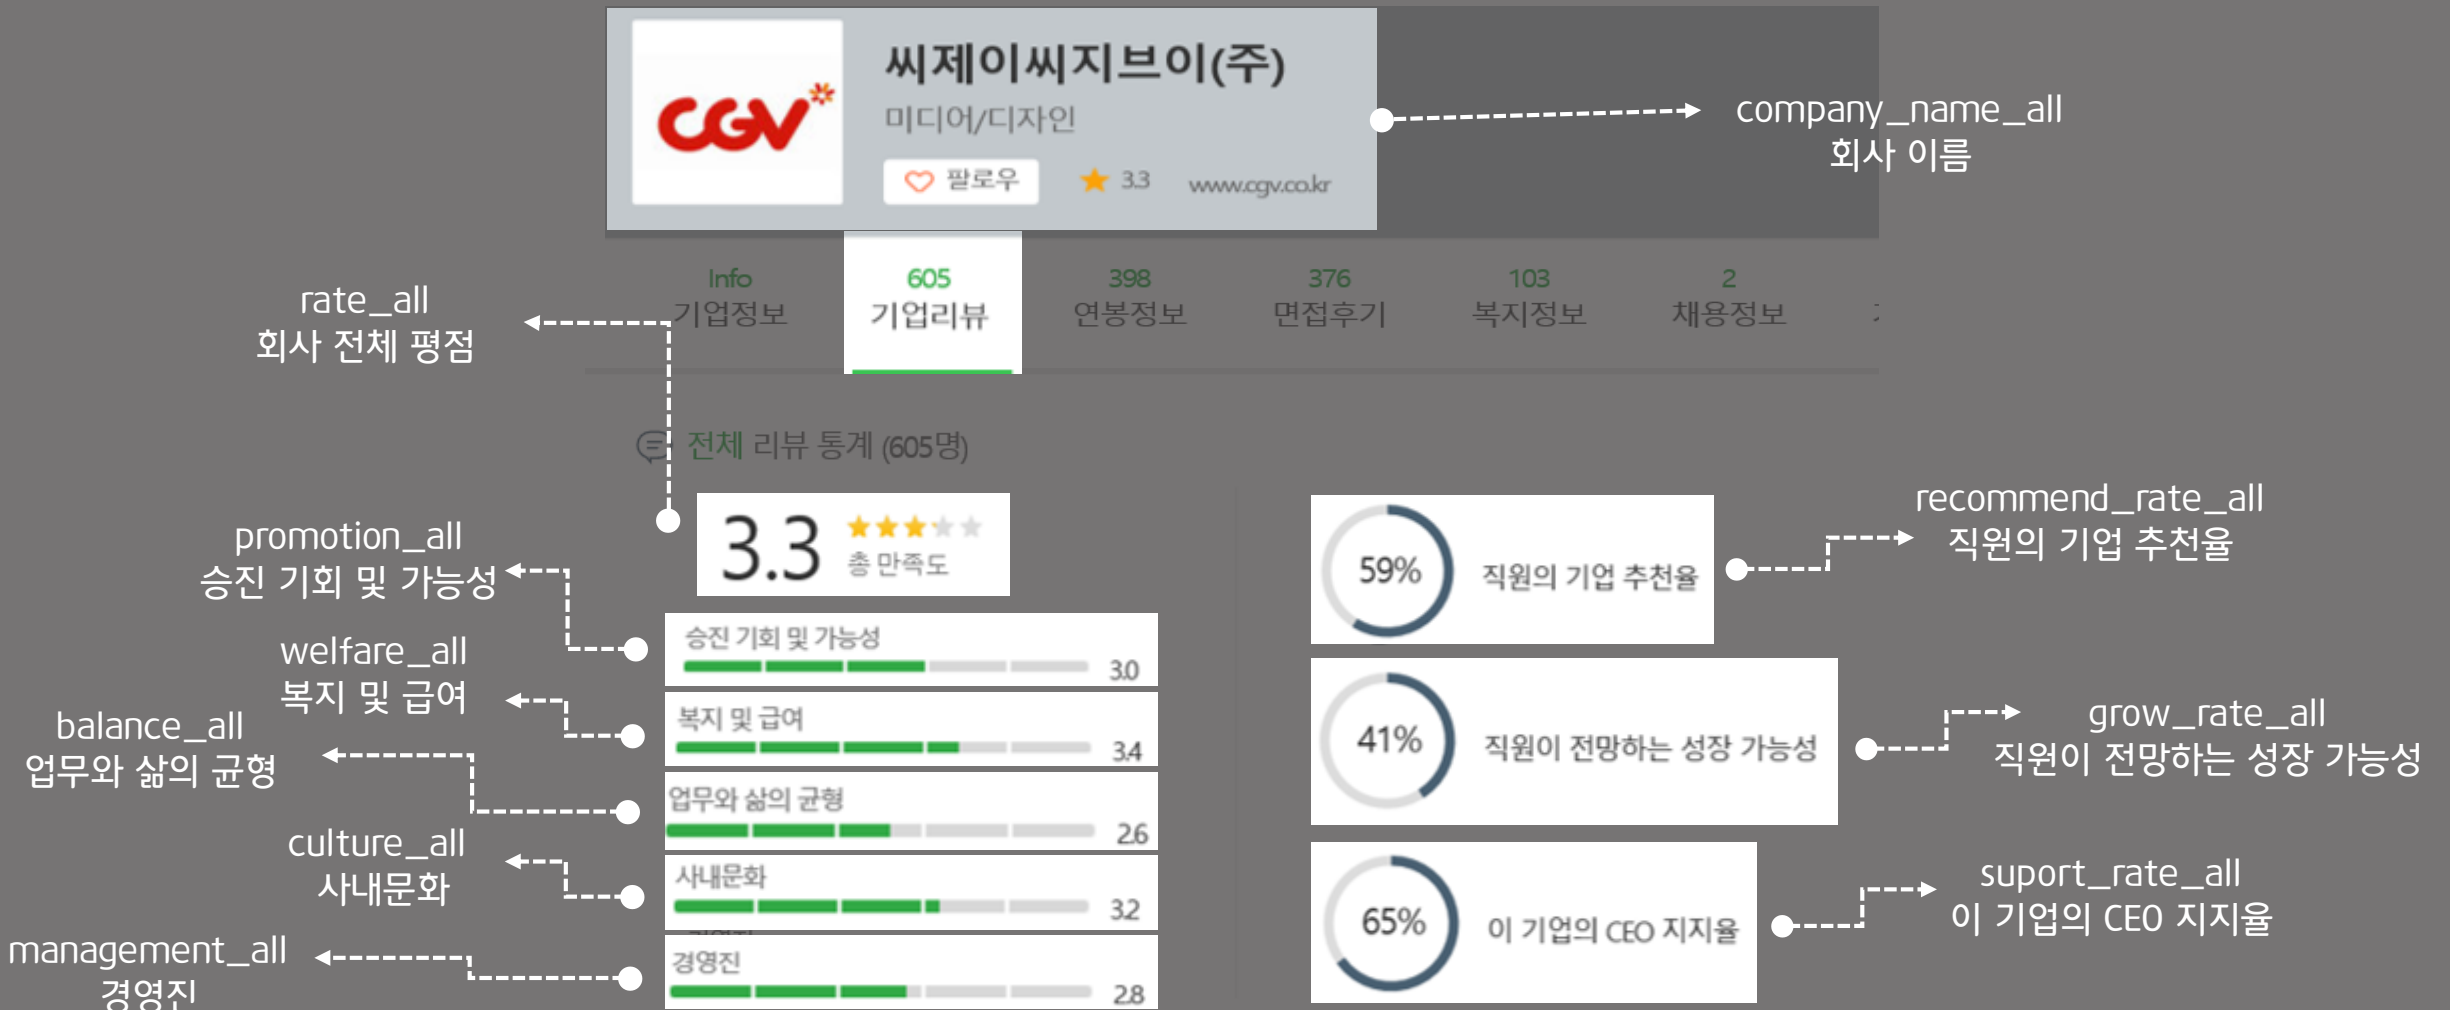 CGV
씨제이씨지브이(주)
미디어/디자인
팔로우 3.3 www.cgv.co.kr
company_name_all
회사 이름
Info 605 398 376 103 2
기업정보 기업리뷰 연봉정보 면접후기 복지정보 채용정보
rate_all
회사 전체 평점
전체 리뷰 통계 (605명)
3.3
총 만족도
promotion_all
승진 기회 및 가능성
승진 기회 및 가능성
3.0
welfare_all
복지 및 급여
복지 및 급여
3.4
balance_all
업무와 삶의 균형
업무와 삶의 균형
2.6
culture_all
사내문화
사내문화
3.2
management_all
경영진
경영진
2.8
59% 직원의 기업 추천율
recommend_rate_all
직원의 기업 추천율
41% 직원이 전망하는 성장 가능성
grow_rate_all
직원이 전망하는 성장 가능성
65% 이 기업의 CEO 지지율
suport_rate_all
이 기업의 CEO 지지율